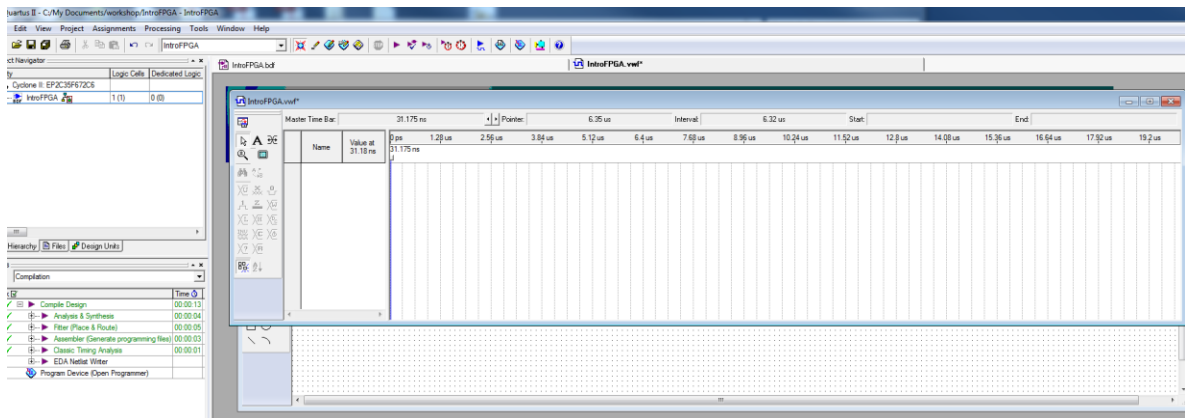 Quartus II - C:/My Documents/workshop/IntroFPGA - IntroFPGA
Edit View Project Assignments Processing Tools Window Help
IntroFPGA
ect Navigator
ty Logic Cells Dedicated Logic
Cyclone II: EP2C35F672C6
IntroFPGA 1 (1) 0 (0)
Hierarchy Files Design Units
Compilation
Time
Compile Design 00:00:13
Analysis & Synthesis 00:00:04
Fitter (Place & Route) 00:00:05
Assembler (Generate programming files) 00:00:03
Classic Timing Analysis 00:00:01
EDA Netlist Writer
Program Device (Open Programmer)
IntroFPGA.bdf IntroFPGA.vwf*
IntroFPGA.vwf*
Master Time Bar: 31.175 ns Pointer: 6.35 us Interval: 6.32 us Start: End:
Name
Value at
31.18 ns
0 ps 1.28 us 2.56 us 3.84 us 5.12 us 6.4 us 7.68 us 8.96 us 10.24 us 11.52 us 12.8 us 14.08 us 15.36 us 16.64 us 17.92 us 19.2 us
31.175 ns